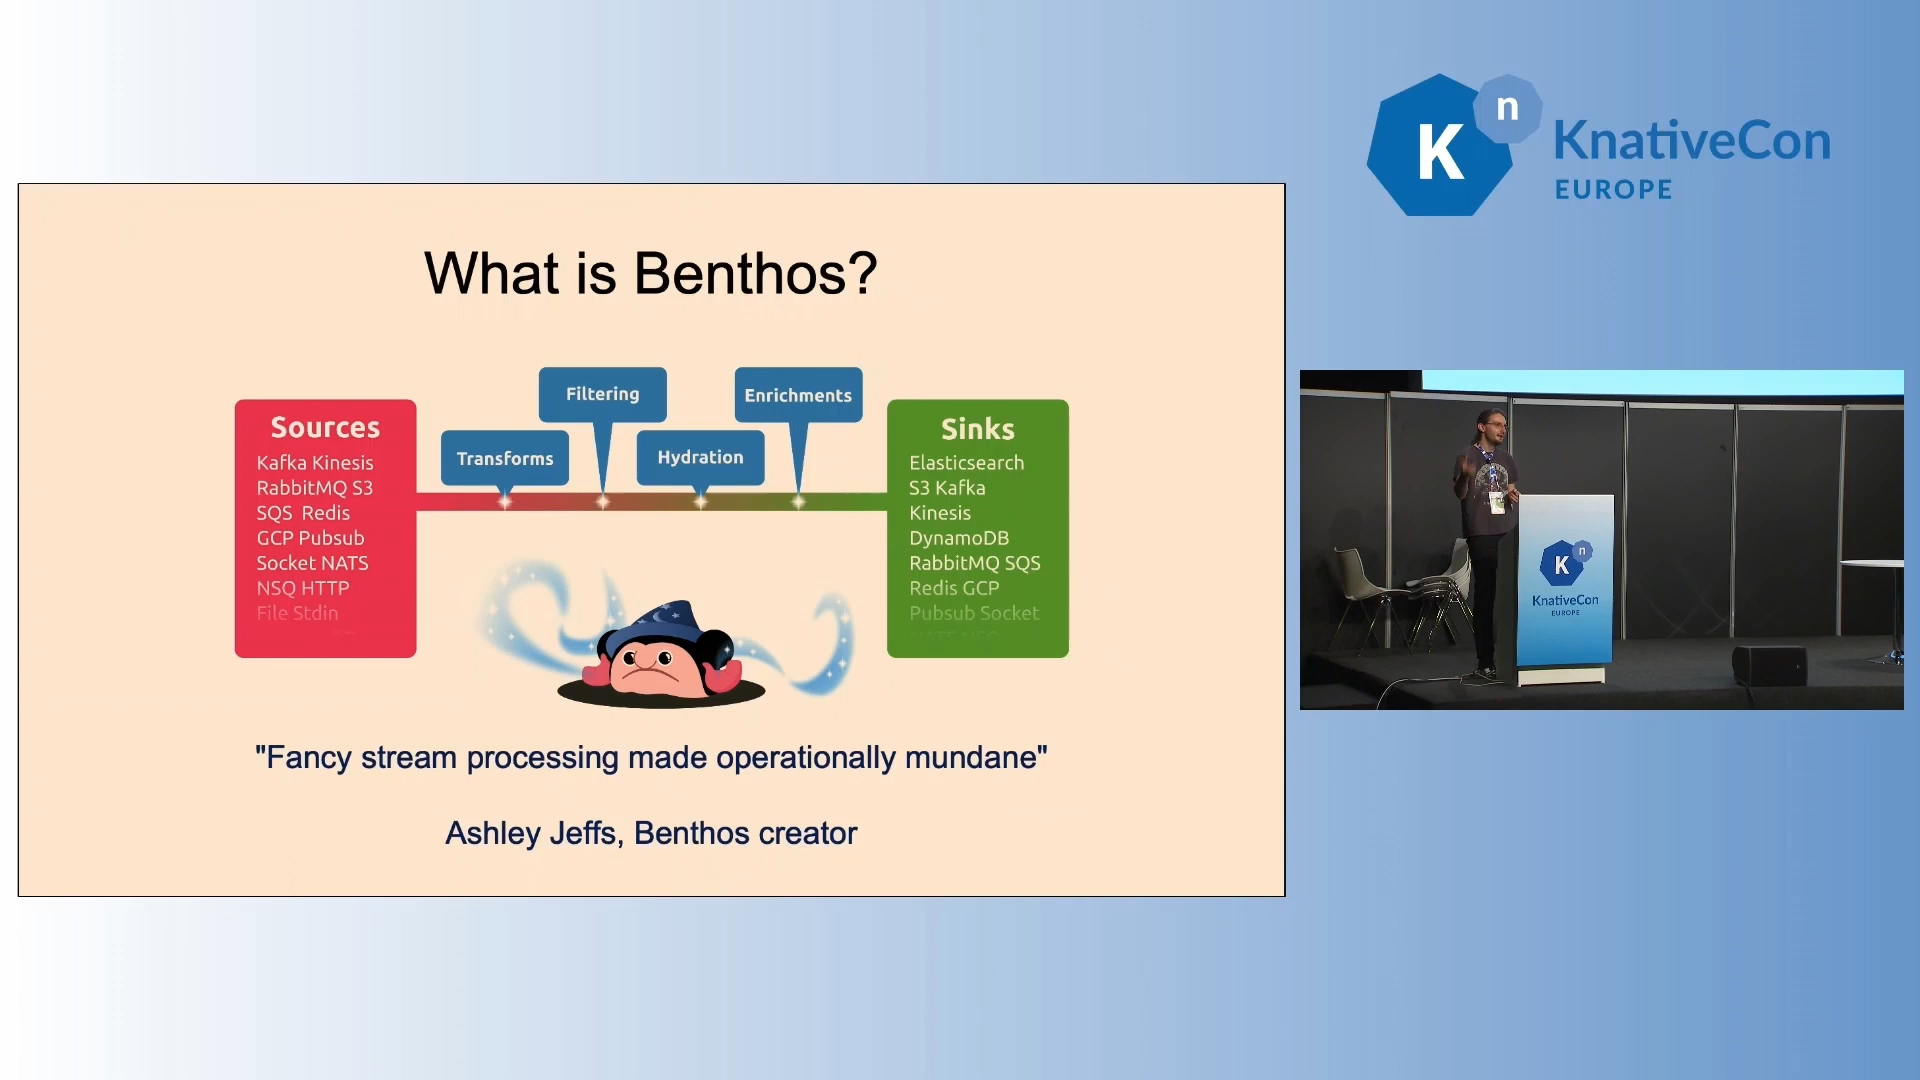 What is Benthos?
Sources
Kafka Kinesis
RabbitMQ S3
SQS Redis
GCP Pubsub
Socket NATS
NSQ HTTP
File Stdin
Transforms
Filtering
Hydration
Enrichments
Sinks
Elasticsearch
S3 Kafka
Kinesis
DynamoDB
RabbitMQ SQS
Redis GCP
Pubsub Socket
"Fancy stream processing made operationally mundane"
Ashley Jeffs, Benthos creator
K n
KnativeCon
EUROPE
K n
KnativeCon
EUROPE